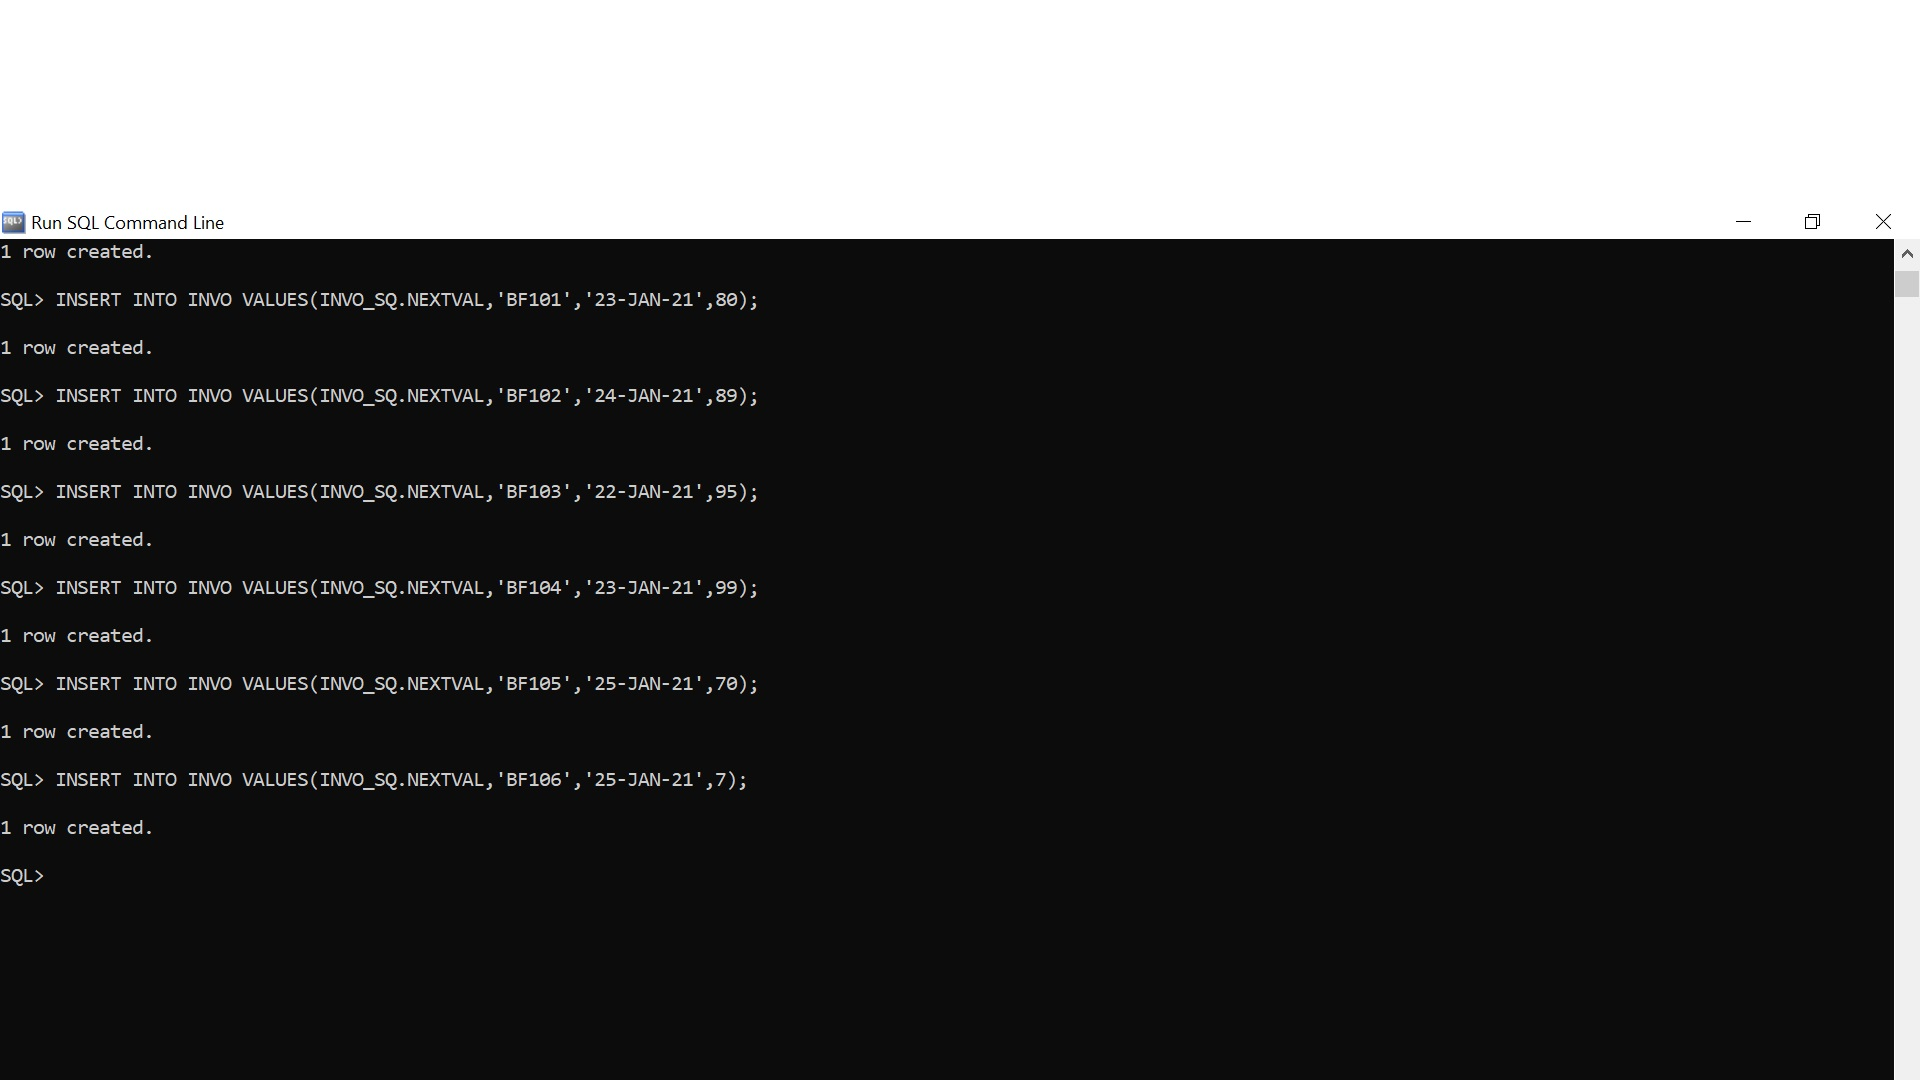 Run SQL Command Line
1 row created.
SQL> INSERT INTO INVO VALUES(INVO_SQ.NEXTVAL,'BF101','23-JAN-21',80);
1 row created.
SQL> INSERT INTO INVO VALUES(INVO_SQ.NEXTVAL,'BF102','24-JAN-21',89);
1 row created.
SQL> INSERT INTO INVO VALUES(INVO_SQ.NEXTVAL,'BF103','22-JAN-21',95);
1 row created.
SQL> INSERT INTO INVO VALUES(INVO_SQ.NEXTVAL,'BF104','23-JAN-21',99);
1 row created.
SQL> INSERT INTO INVO VALUES(INVO_SQ.NEXTVAL,'BF105','25-JAN-21',70);
1 row created.
SQL> INSERT INTO INVO VALUES(INVO_SQ.NEXTVAL,'BF106','25-JAN-21',7);
1 row created.
SQL>